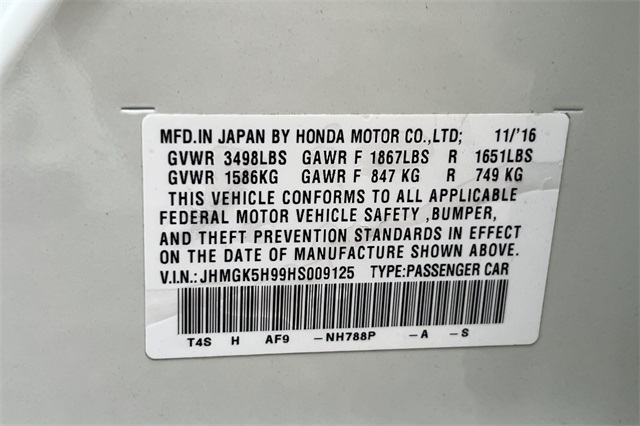 MFD.IN JAPAN BY HONDA MOTOR CO.,LTD; 11/'16
GVWR 3498LBS GAWR F 1867LBS R 1651LBS
GVWR 1586KG GAWR F 847 KG R 749 KG
THIS VEHICLE CONFORMS TO ALL APPLICABLE
FEDERAL MOTOR VEHICLE SAFETY ,BUMPER,
AND THEFT PREVENTION STANDARDS IN EFFECT
ON THE DATE OF MANUFACTURE SHOWN ABOVE.
V.I.N.: JHMGK5H99HS009125 TYPE:PASSENGER CAR
T4S H AF9 -NH788P -A -S